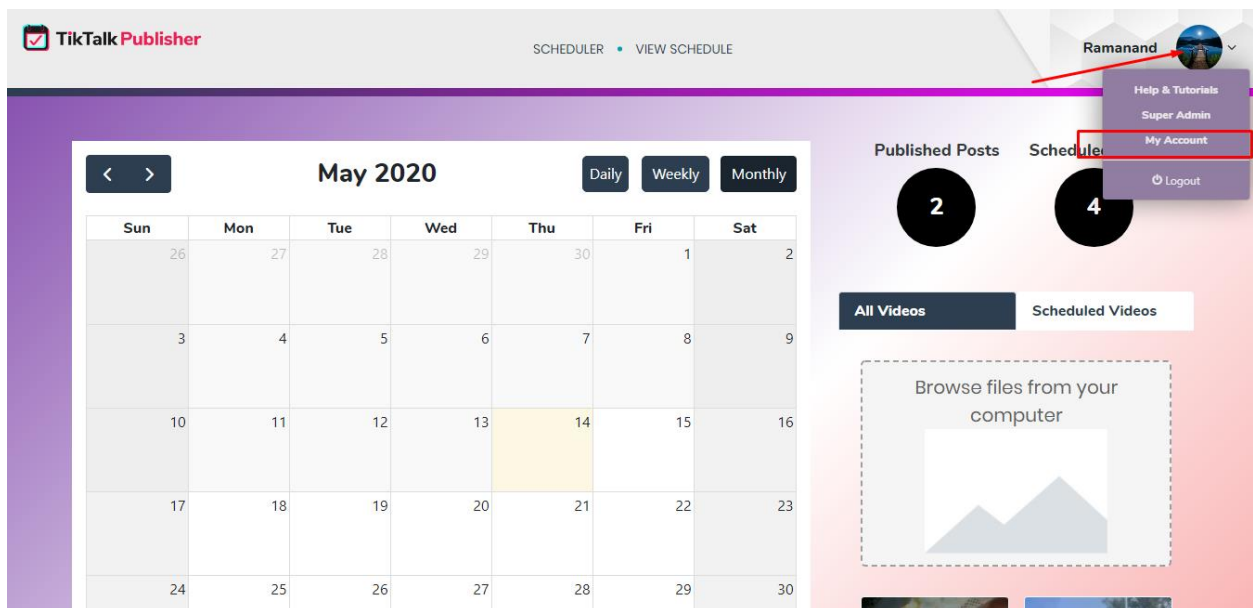 TikTalk Publisher
SCHEDULER • VIEW SCHEDULE
Ramanand
Help & Tutorials
Super Admin
My Account
Logout
May 2020
Daily Weekly Monthly
Sun Mon Tue Wed Thu Fri Sat
26 27 28 29 30 1 2
3 4 5 6 7 8 9
10 11 12 13 14 15 16
17 18 19 20 21 22 23
24 25 26 27 28 29 30
Published Posts
2
4
All Videos Scheduled Videos
Browse files from your
computer